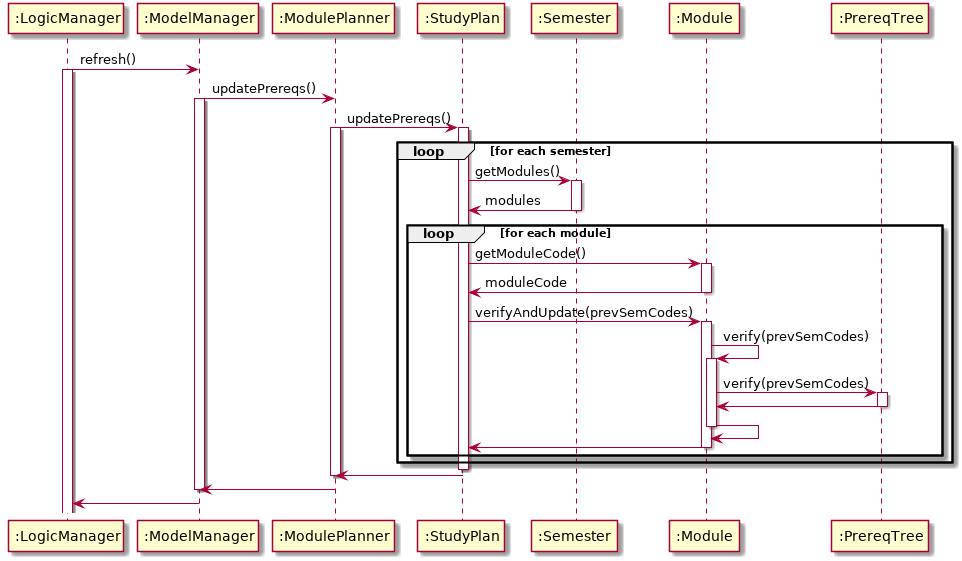 :LogicManager :ModelManager :ModulePlanner :StudyPlan :Semester :Module :PrereqTree
refresh()
updatePrereqs()
updatePrereqs()
loop [for each semester]
getModules()
modules
loop [for each module]
getModuleCode()
moduleCode
verifyAndUpdate(prevSemCodes)
verify(prevSemCodes)
verify(prevSemCodes)
:LogicManager :ModelManager :ModulePlanner :StudyPlan :Semester :Module :PrereqTree